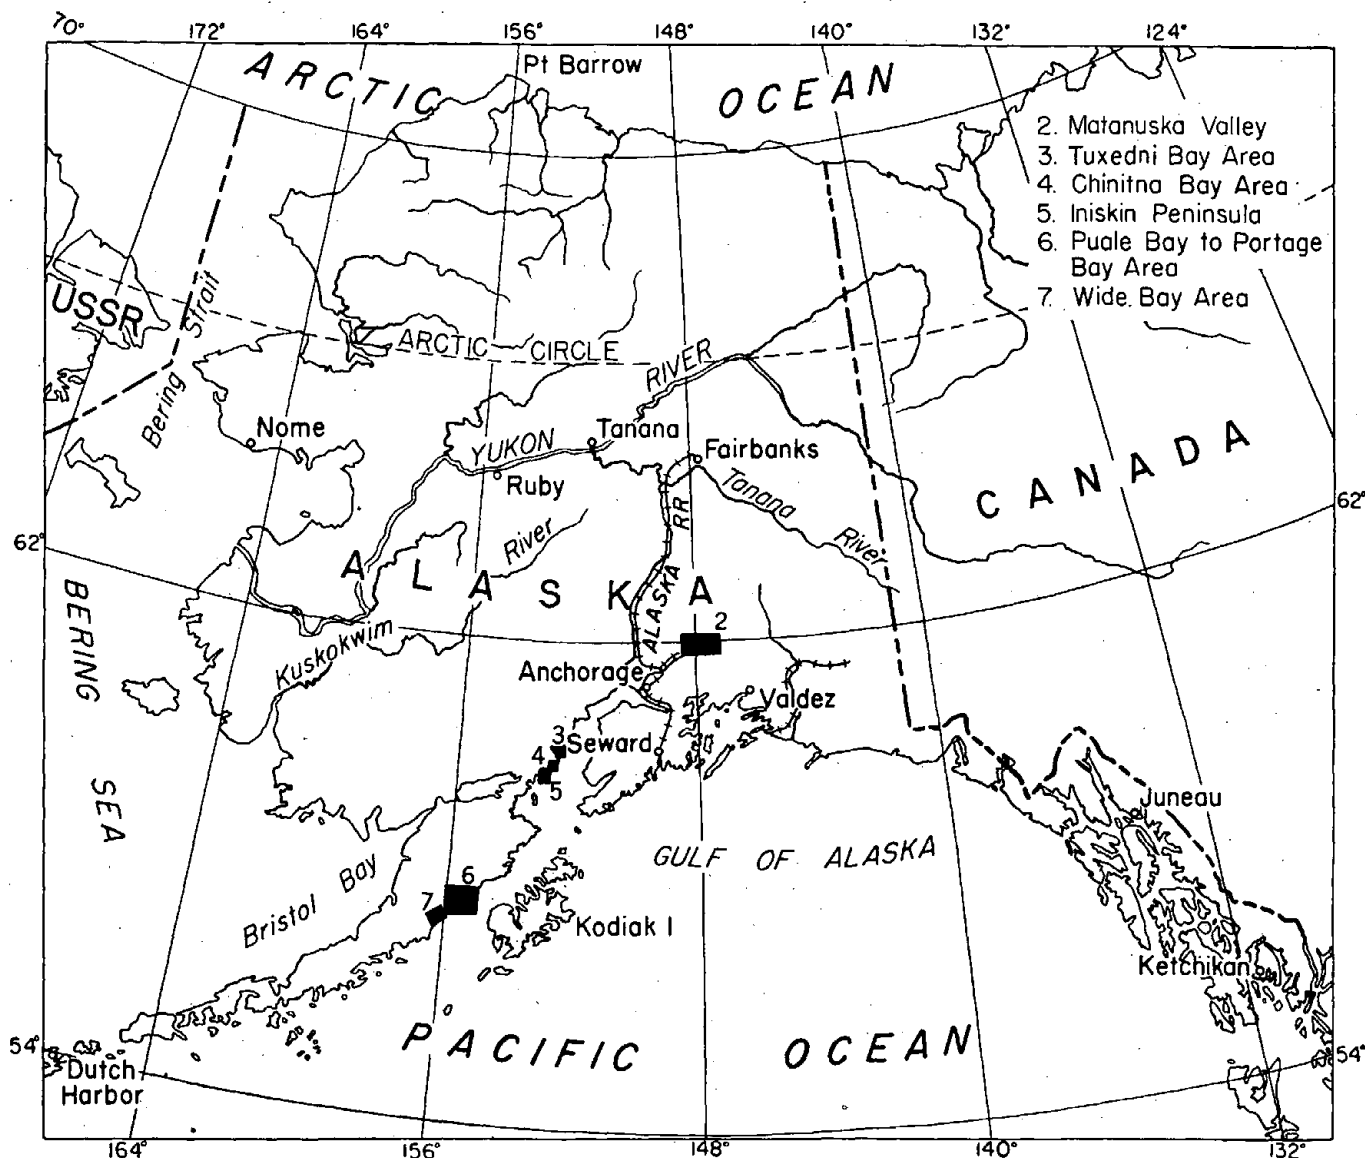 70° 172° 164° 156° 148° 140° 132° 124°
ARCTIC OCEAN
Pt Barrow
2. Matanuska Valley
3. Tuxedni Bay Area
4. Chinitna Bay Area
5. Iniskin Peninsula
6. Puale Bay to Portage
Bay Area
7. Wide Bay Area
USSR
Bering Strait
ARCTIC CIRCLE
RIVER
YUKON
Nome
Tanana
Fairbanks
Ruby
Tanana River
CANADA
62°
62°
River
RR
ALASKA
ALASKA
2
Kuskokwim
BERING
SEA
Anchorage
Valdez
3
Seward
4
5
Juneau
GULF OF ALASKA
6
7
Bristol Bay
Kodiak I
Ketchikan
PACIFIC OCEAN
54°
54°
Dutch
Harbor
164° 156° 148° 140° 132°